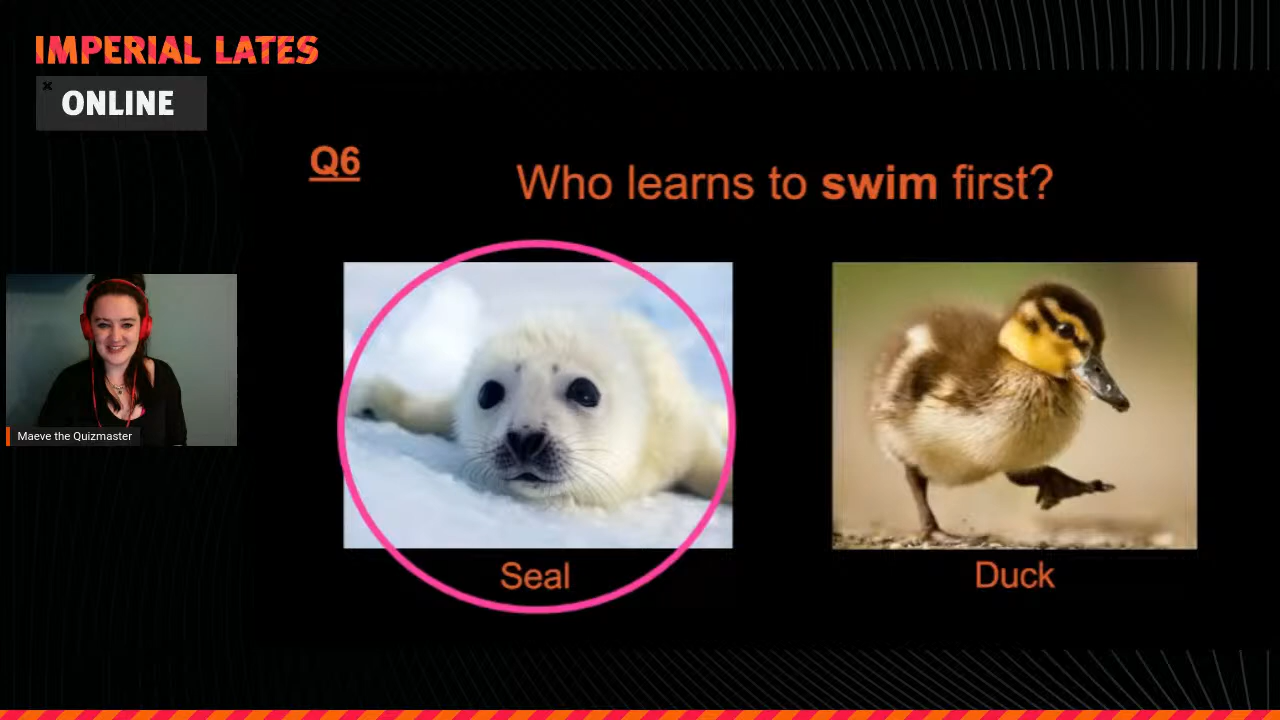 IMPERIAL LATES
ONLINE
Q6
Who learns to swim first?
Maeve the Quizmaster
Seal
Duck